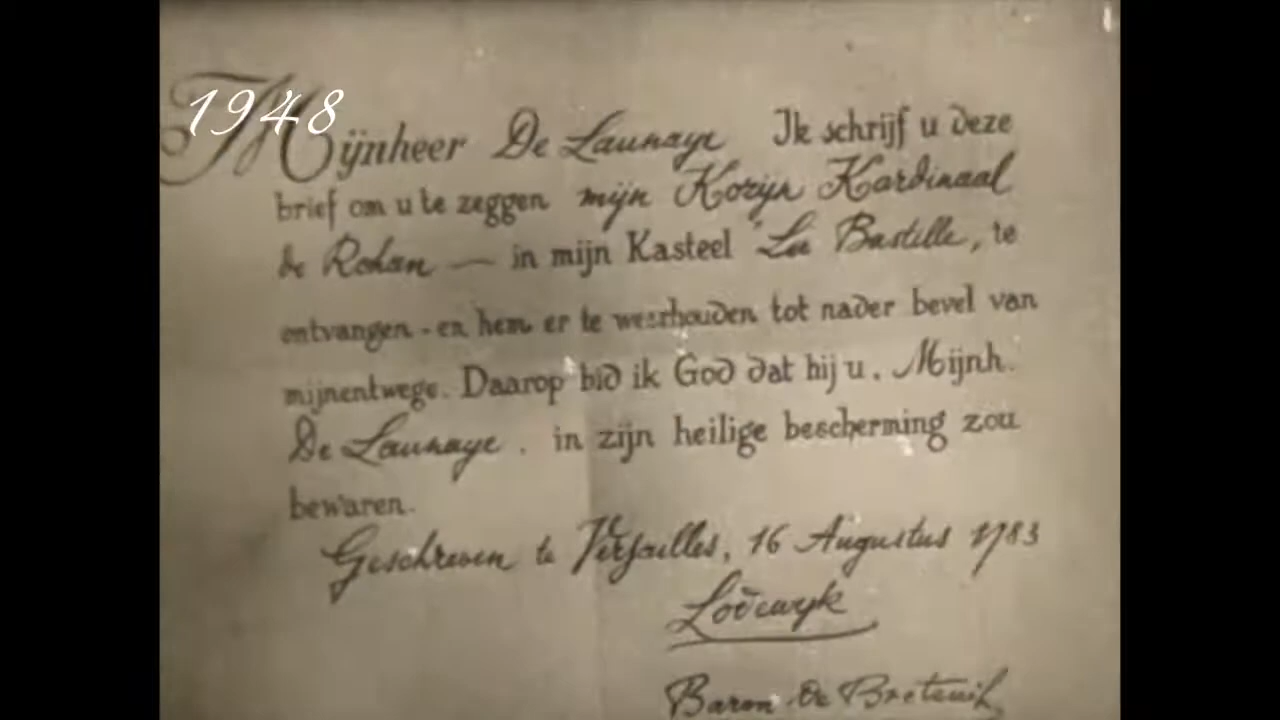 1948
Mijnheer De Launaye Ik schrijf u deze
brief om u te zeggen mijn Kozijn Kardinaal
de Rohan — in mijn Kasteel "La Bastille, te
ontvangen - en hem er te weerhouden tot nader bevel van
mijnentwege. Daarop bid ik God dat hij u. Mijnh.
De Launaye. in zijn heilige bescherming zou
bewaren.
Geschreven te Versailles, 16 Augustus 1783
Lodewyk
Baron de Breteuil